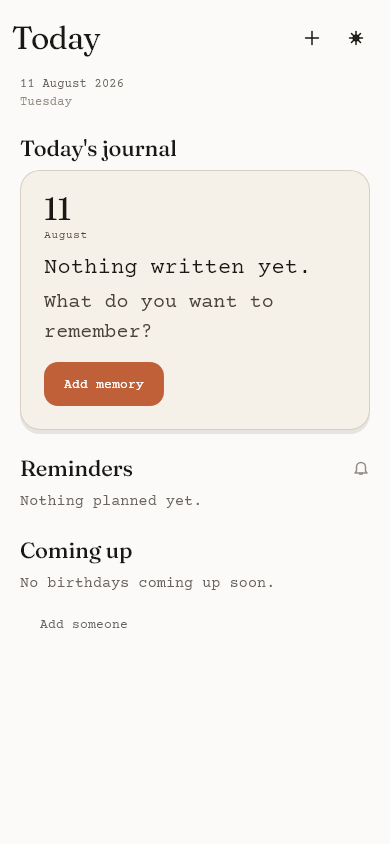 Today
11 August 2026
Tuesday
Today's journal
11
August
Nothing written yet.
What do you want to
remember?
Add memory
Reminders
Nothing planned yet.
Coming up
No birthdays coming up soon.
Add someone